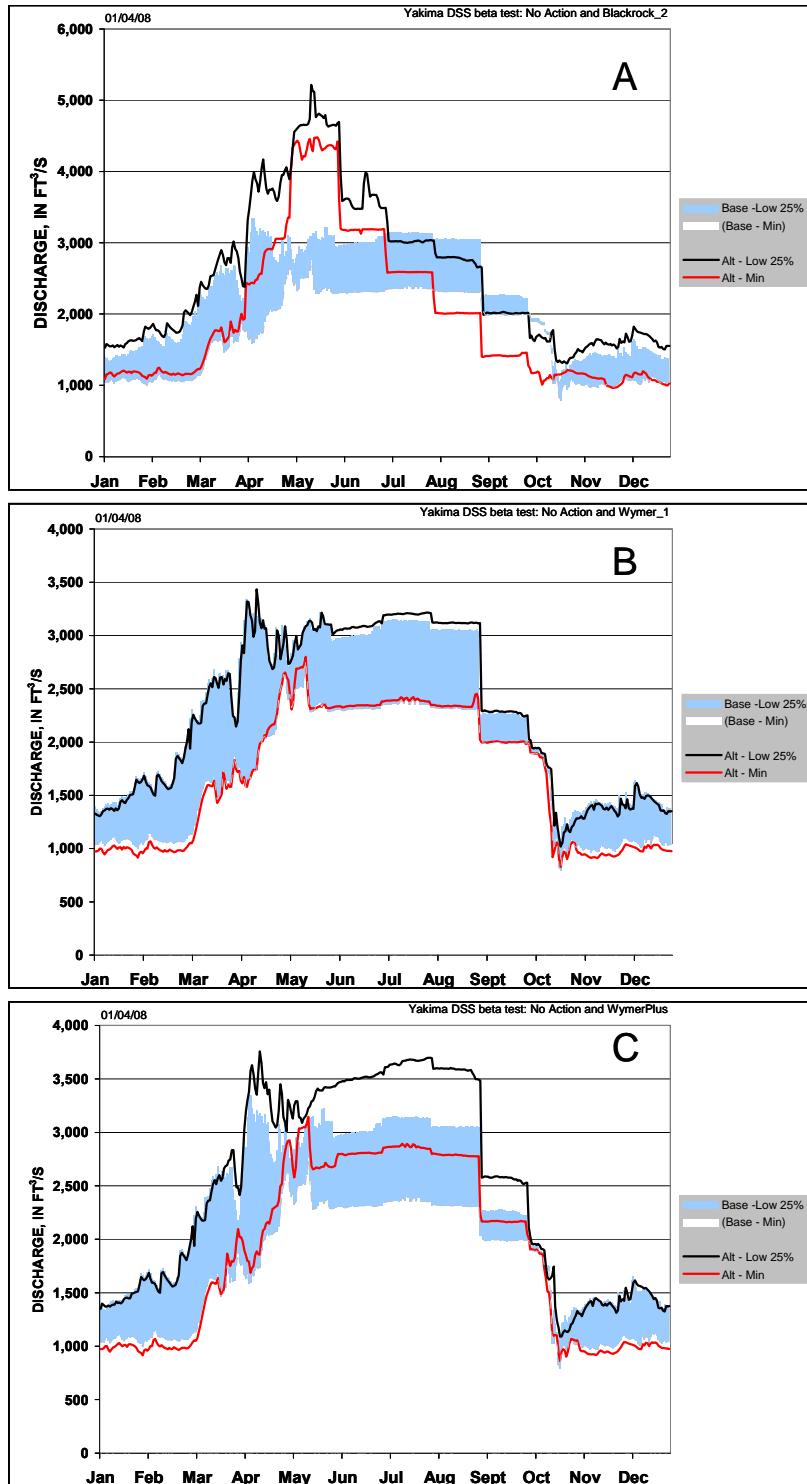 01/04/08
Yakima DSS beta test: No Action and Blackrock_2
A
6,000
5,000
4,000
3,000
2,000
1,000
0
DISCHARGE, IN FT³/S
Jan Feb Mar Apr May Jun Jul Aug Sept Oct Nov Dec
Base -Low 25%
(Base - Min)
Alt - Low 25%
Alt - Min
01/04/08
Yakima DSS beta test: No Action and Wymer_1
B
4,000
3,500
3,000
2,500
2,000
1,500
1,000
500
0
DISCHARGE, IN FT³/S
Jan Feb Mar Apr May Jun Jul Aug Sept Oct Nov Dec
Base -Low 25%
(Base - Min)
Alt - Low 25%
Alt - Min
01/04/08
Yakima DSS beta test: No Action and WymerPlus
C
4,000
3,500
3,000
2,500
2,000
1,500
1,000
500
0
DISCHARGE, IN FT³/S
Jan Feb Mar Apr May Jun Jul Aug Sept Oct Nov Dec
Base -Low 25%
(Base - Min)
Alt - Low 25%
Alt - Min